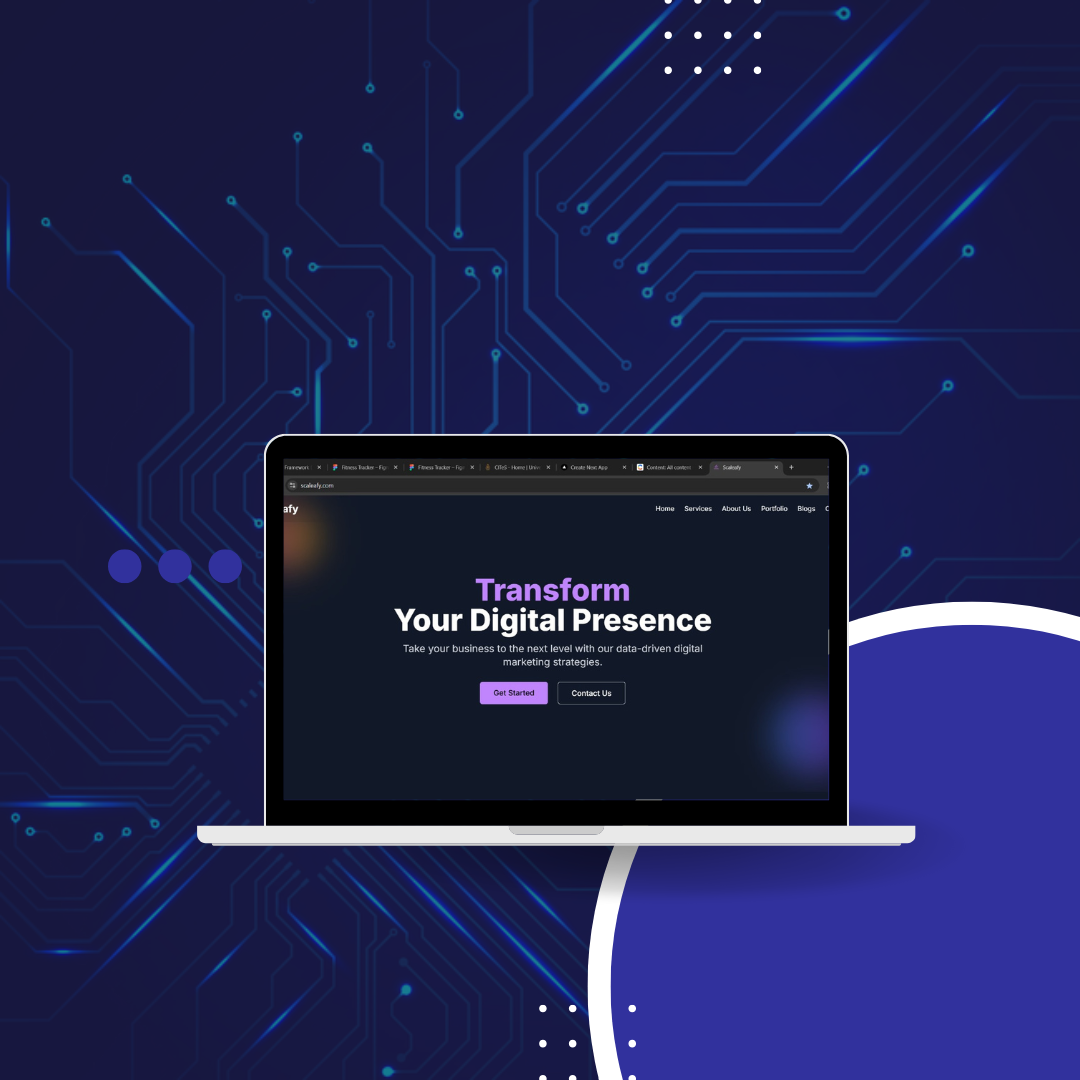 Framework
Fitness Tracker – Fig
Fitness Tracker – Fig
CITeS - Home | Univ
Create Next App
Content: All content
Scaleafy
scaleafy.com
afy
Home Services About Us Portfolio Blogs C
Transform
Your Digital Presence
Take your business to the next level with our data-driven digital
marketing strategies.
Get Started Contact Us